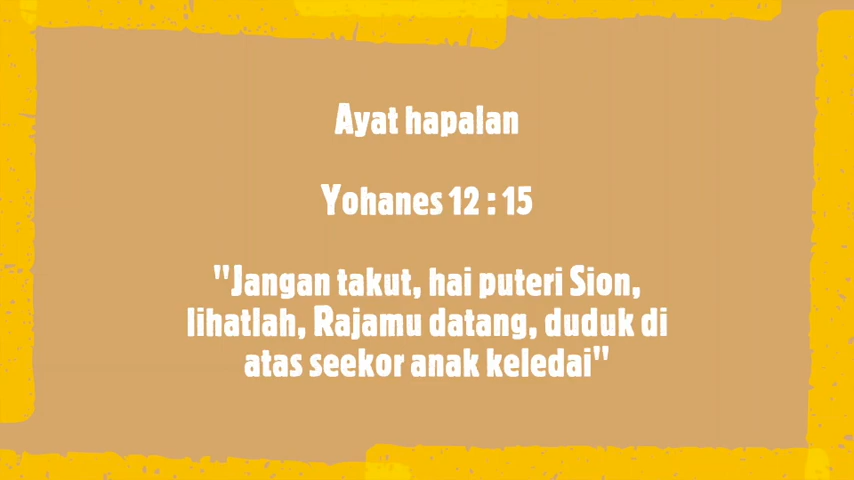 Ayat hapalan
Yohanes 12 : 15
"Jangan takut, hai puteri Sion,
lihatlah, Rajamu datang, duduk di
atas seekor anak keledai"